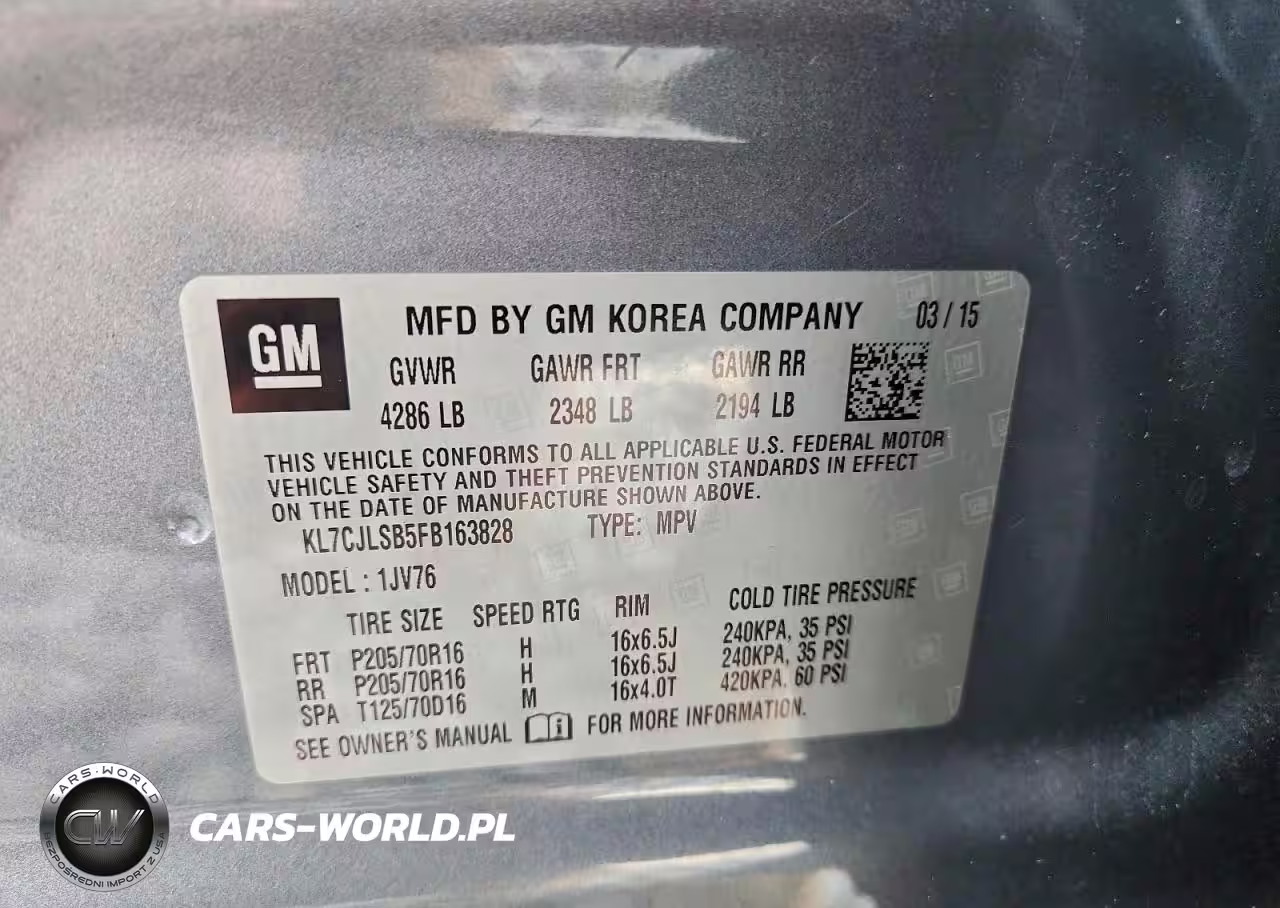 GM
MFD BY GM KOREA COMPANY 03 / 15
GVWR GAWR FRT GAWR RR
4286 LB 2348 LB 2194 LB
THIS VEHICLE CONFORMS TO ALL APPLICABLE U.S. FEDERAL MOTOR
VEHICLE SAFETY AND THEFT PREVENTION STANDARDS IN EFFECT
ON THE DATE OF MANUFACTURE SHOWN ABOVE.
KL7CJLSB5FB163828 TYPE: MPV
MODEL : 1JV76
TIRE SIZE SPEED RTG RIM COLD TIRE PRESSURE
FRT P205/70R16 H 16x6.5J 240KPA, 35 PSI
RR P205/70R16 H 16x6.5J 240KPA, 35 PSI
SPA T125/70D16 M 16x4.0T 420KPA, 60 PSI
SEE OWNER'S MANUAL FOR MORE INFORMATION.
CARS-WORLD
CW
BEZPOŚREDNI IMPORT Z USA
CARS-WORLD.PL